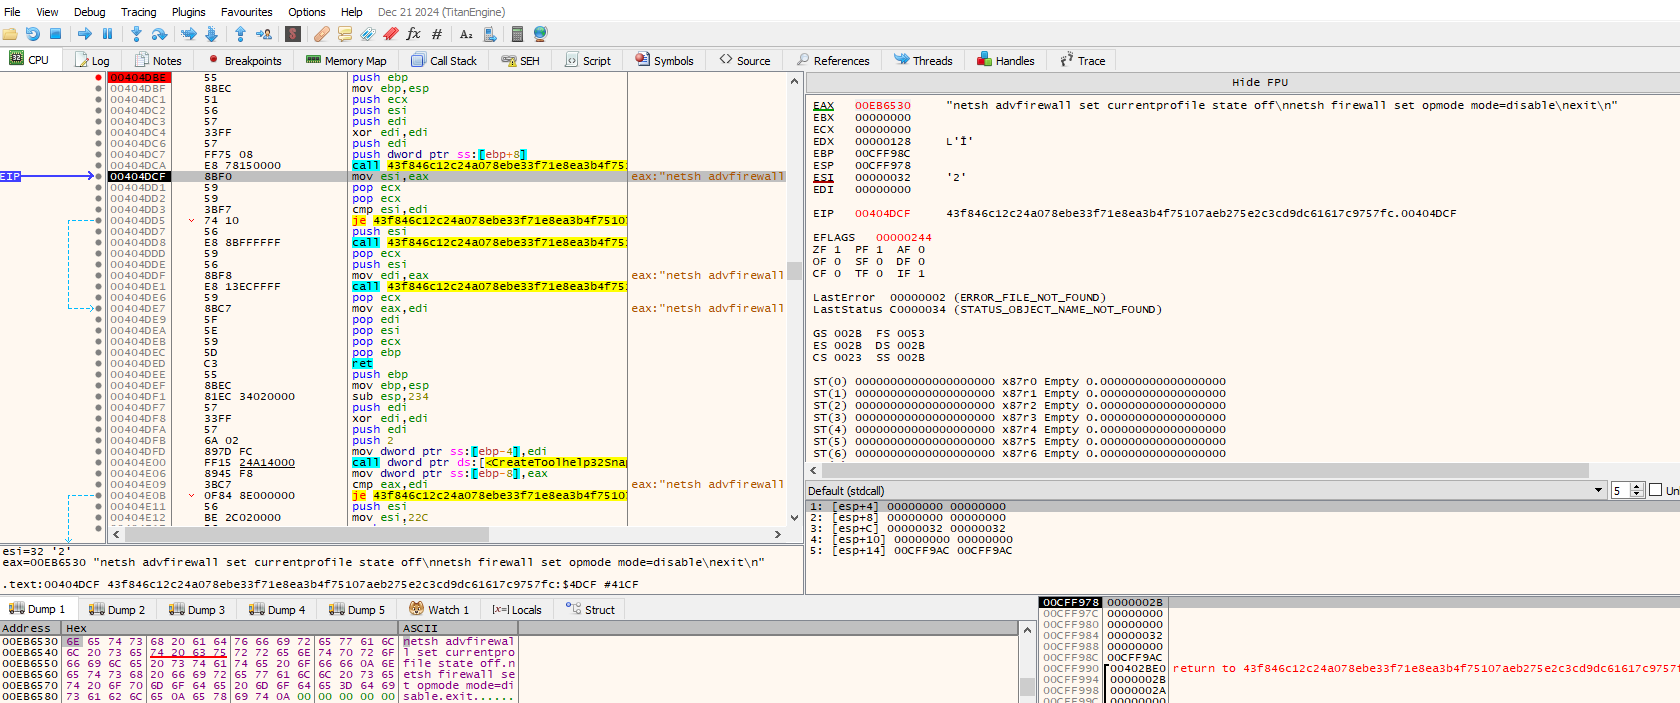 File View Debug Tracing Plugins Favourites Options Help Dec 21 2024 (TitanEngine)
CPU Log Notes Breakpoints Memory Map Call Stack SEH Script Symbols Source References Threads Handles Trace
00404DBE 55 push ebp
00404DBF 8BEC mov ebp,esp
00404DC1 51 push ecx
00404DC2 56 push esi
00404DC3 57 push edi
00404DC4 33FF xor edi,edi
00404DC6 57 push edi
00404DC7 FF75 08 push dword ptr ss:[ebp+8]
00404DCA E8 78150000 call 43f846c12c24a078ebe33f71e8ea3b4f751
EIP 00404DCF 8BF0 mov esi,eax eax:"netsh advfirewall
00404DD1 59 pop ecx
00404DD2 59 pop ecx
00404DD3 3BF7 cmp esi,edi
00404DD5 74 10 je 43f846c12c24a078ebe33f71e8ea3b4f75107
00404DD7 56 push esi
00404DD8 E8 8BFFFFFF call 43f846c12c24a078ebe33f71e8ea3b4f751
00404DDD 59 pop ecx
00404DDE 56 push esi
00404DDF 8BF8 mov edi,eax eax:"netsh advfirewall
00404DE1 E8 13ECFFFF call 43f846c12c24a078ebe33f71e8ea3b4f751
00404DE6 59 pop ecx
00404DE7 8BC7 mov eax,edi eax:"netsh advfirewall
00404DE9 5F pop edi
00404DEA 5E pop esi
00404DEB 59 pop ecx
00404DEC 5D pop ebp
00404DED C3 ret
00404DEE 55 push ebp
00404DEF 8BEC mov ebp,esp
00404DF1 81EC 34020000 sub esp,234
00404DF7 57 push edi
00404DF8 33FF xor edi,edi
00404DFA 57 push edi
00404DFB 6A 02 push 2
00404DFD 897D FC mov dword ptr ss:[ebp-4],edi
00404E00 FF15 24A14000 call dword ptr ds:[<CreateToolhelp32Snap
00404E06 8945 F8 mov dword ptr ss:[ebp-8],eax
00404E09 3BC7 cmp eax,edi eax:"netsh advfirewall
00404E0B 0F84 8E000000 je 43f846c12c24a078ebe33f71e8ea3b4f75107
00404E11 56 push esi
00404E12 BE 2C020000 mov esi,22C
Hide FPU
EAX 00EB6530 "netsh advfirewall set currentprofile state off\nnetsh firewall set opmode mode=disable\nexit\n"
EBX 00000000
ECX 00000000
EDX 00000128 L'Ĩ'
EBP 00CFF98C
ESP 00CFF978
ESI 00000032 '2'
EDI 00000000
EIP 00404DCF 43f846c12c24a078ebe33f71e8ea3b4f75107aeb275e2c3cd9dc61617c9757fc.00404DCF
EFLAGS 00000244
ZF 1 PF 1 AF 0
OF 0 SF 0 DF 0
CF 0 TF 0 IF 1
LastError 00000002 (ERROR_FILE_NOT_FOUND)
LastStatus C0000034 (STATUS_OBJECT_NAME_NOT_FOUND)
GS 002B FS 0053
ES 002B DS 002B
CS 0023 SS 002B
ST(0) 00000000000000000000 x87r0 Empty 0.000000000000000000
ST(1) 00000000000000000000 x87r1 Empty 0.000000000000000000
ST(2) 00000000000000000000 x87r2 Empty 0.000000000000000000
ST(3) 00000000000000000000 x87r3 Empty 0.000000000000000000
ST(4) 00000000000000000000 x87r4 Empty 0.000000000000000000
ST(5) 00000000000000000000 x87r5 Empty 0.000000000000000000
ST(6) 00000000000000000000 x87r6 Empty 0.000000000000000000
Default (stdcall) 5 Unl
1: [esp+4] 00000000 00000000
2: [esp+8] 00000000 00000000
3: [esp+C] 00000032 00000032
4: [esp+10] 00000000 00000000
5: [esp+14] 00CFF9AC 00CFF9AC
esi=32 '2'
eax=00EB6530 "netsh advfirewall set currentprofile state off\nnetsh firewall set opmode mode=disable\nexit\n"
.text:00404DCF 43f846c12c24a078ebe33f71e8ea3b4f75107aeb275e2c3cd9dc61617c9757fc:$4DCF #41CF
Dump 1 Dump 2 Dump 3 Dump 4 Dump 5 Watch 1 [x=] Locals Struct
Address Hex ASCII
00EB6530 6E 65 74 73 68 20 61 64 76 66 69 72 65 77 61 6C netsh advfirewal
00EB6540 6C 20 73 65 74 20 63 75 72 72 65 6E 74 70 72 6F l set currentpro
00EB6550 66 69 6C 65 20 73 74 61 74 65 20 6F 66 66 0A 6E file state off.n
00EB6560 65 74 73 68 20 66 69 72 65 77 61 6C 6C 20 73 65 etsh firewall se
00EB6570 74 20 6F 70 6D 6F 64 65 20 6D 6F 64 65 3D 64 69 t opmode mode=di
00EB6580 73 61 62 6C 65 0A 65 78 69 74 0A 00 00 00 00 00 sable.exit......
00CFF978 0000002B
00CFF97C 00000000
00CFF980 00000000
00CFF984 00000032
00CFF988 00000000
00CFF98C 00CFF9AC
00CFF990 00402BE0 return to 43f846c12c24a078ebe33f71e8ea3b4f75107aeb275e2c3cd9dc61617c9757f
00CFF994 0000002B
00CFF998 0000002A
00CFF99C 00000000